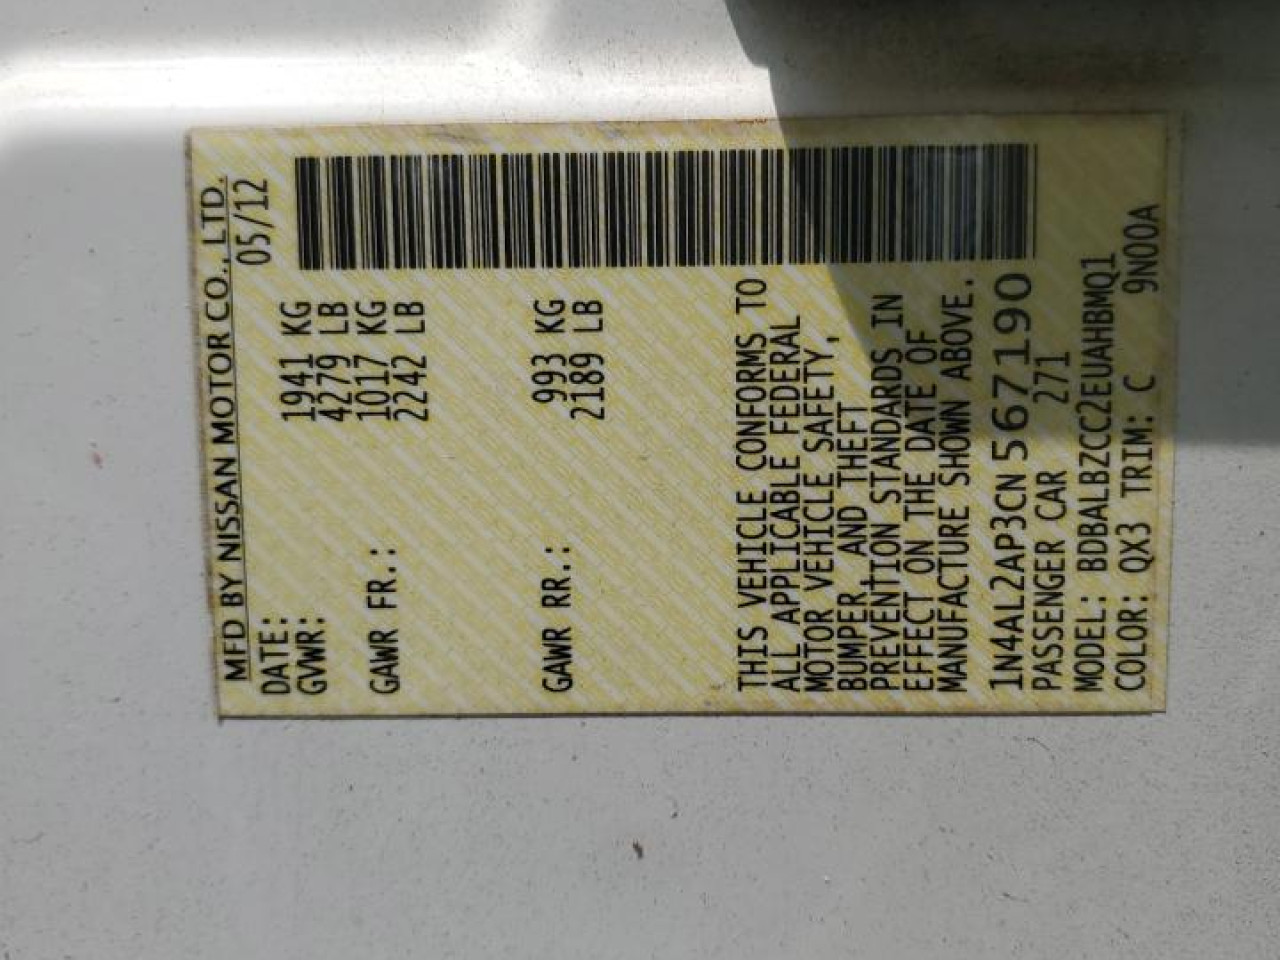 MFD BY NISSAN MOTOR CO., LTD.
DATE: 05/12
GVWR: 1941 KG
4279 LB
GAWR FR.: 1017 KG
2242 LB
GAWR RR.: 993 KG
2189 LB
THIS VEHICLE CONFORMS TO
ALL APPLICABLE FEDERAL
MOTOR VEHICLE SAFETY,
BUMPER, AND THEFT
PREVENTION STANDARDS IN
EFFECT ON THE DATE OF
MANUFACTURE SHOWN ABOVE.
1N4AL2AP3CN567190
PASSENGER CAR 271
MODEL: BDBALBZCC2EUAHBMQ1
COLOR: QX3 TRIM: C 9N00A